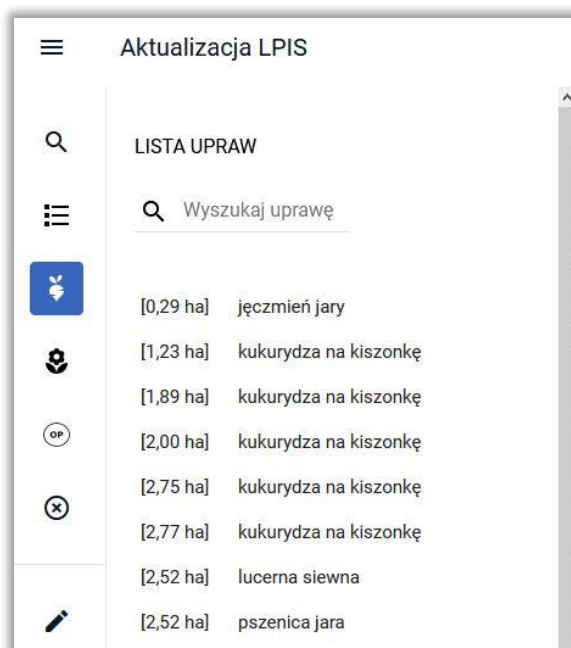 Aktualizacja LPIS
LISTA UPRAW
Wyszukaj uprawę
[0,29 ha] jęczmień jary
[1,23 ha] kukurydza na kiszonkę
[1,89 ha] kukurydza na kiszonkę
[2,00 ha] kukurydza na kiszonkę
OP
[2,75 ha] kukurydza na kiszonkę
[2,77 ha] kukurydza na kiszonkę
[2,52 ha] lucerna siewna
[2,52 ha] pszenica jara